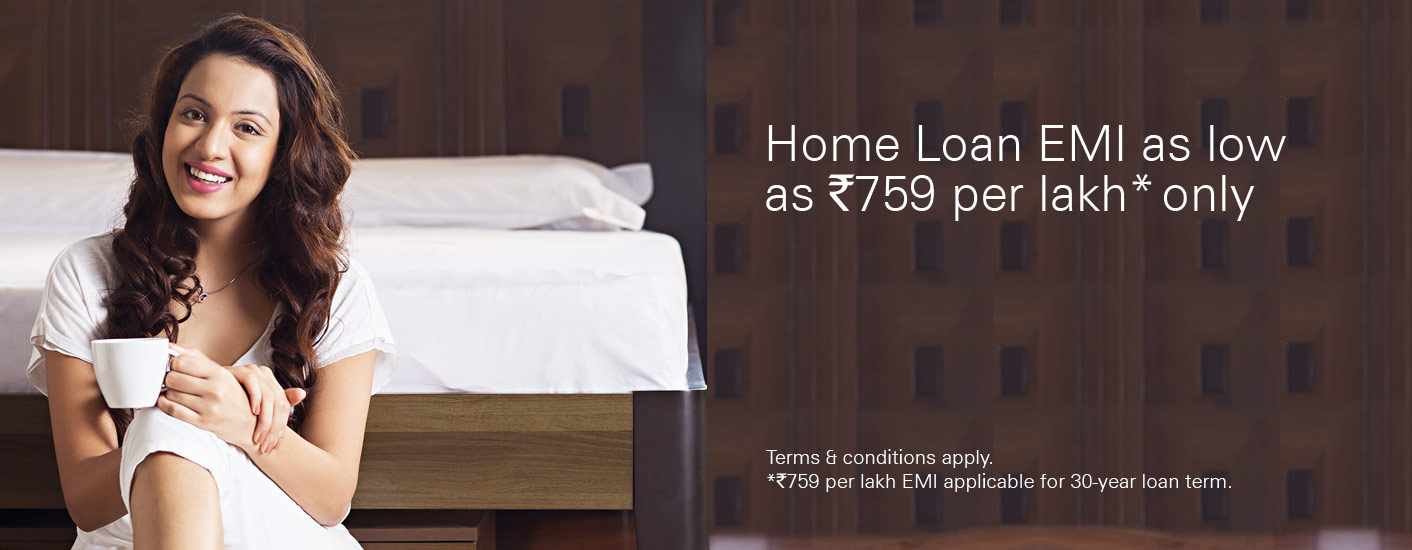 Home Loan EMI as low
as ₹759 per lakh* only
Terms & conditions apply.
*₹759 per lakh EMI applicable for 30-year loan term.